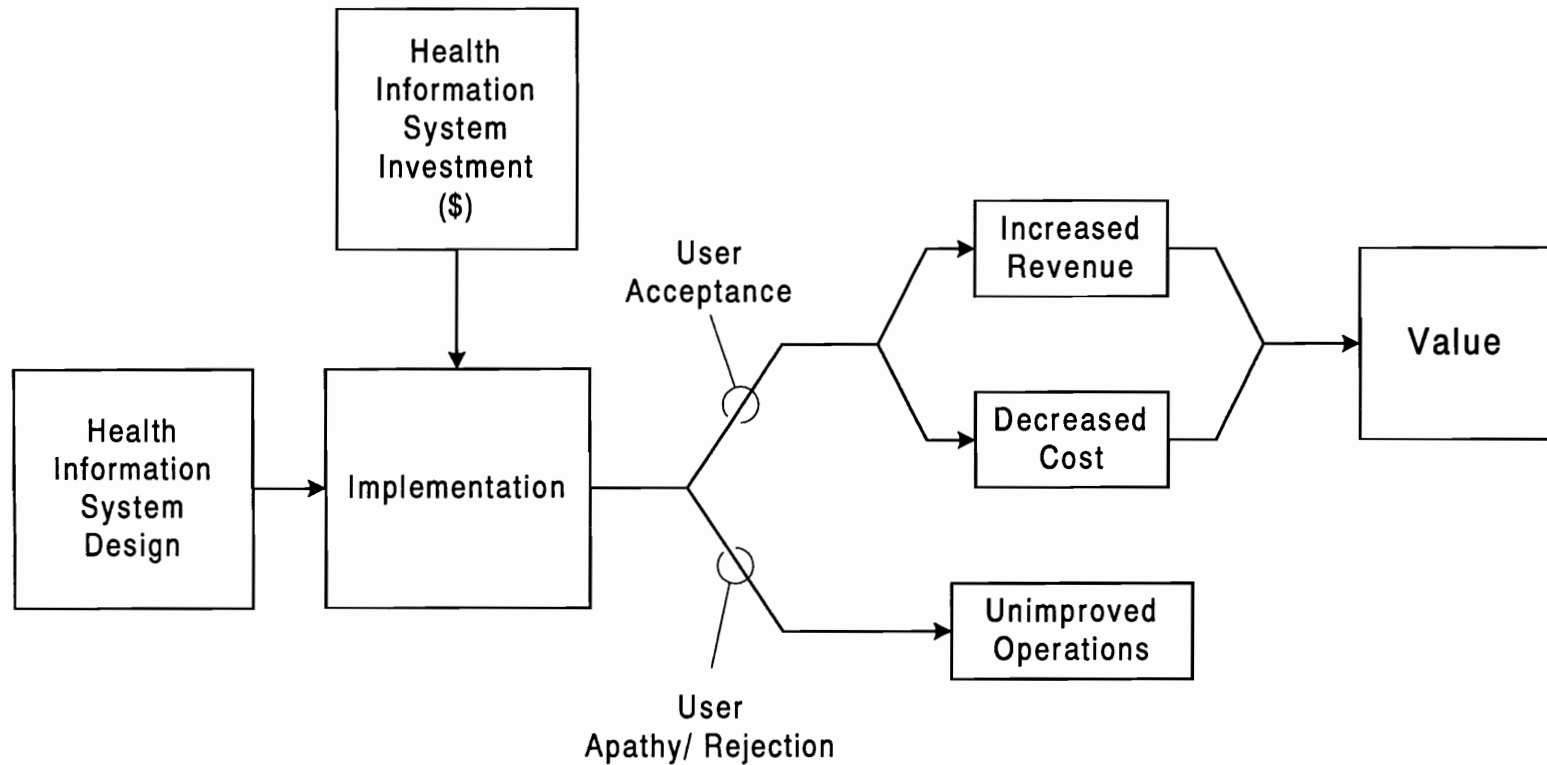 Health
Information
System
Investment
($)
User
Acceptance
Increased
Revenue
Value
Health
Information
System
Design
Implementation
Decreased
Cost
Unimproved
Operations
User
Apathy/ Rejection